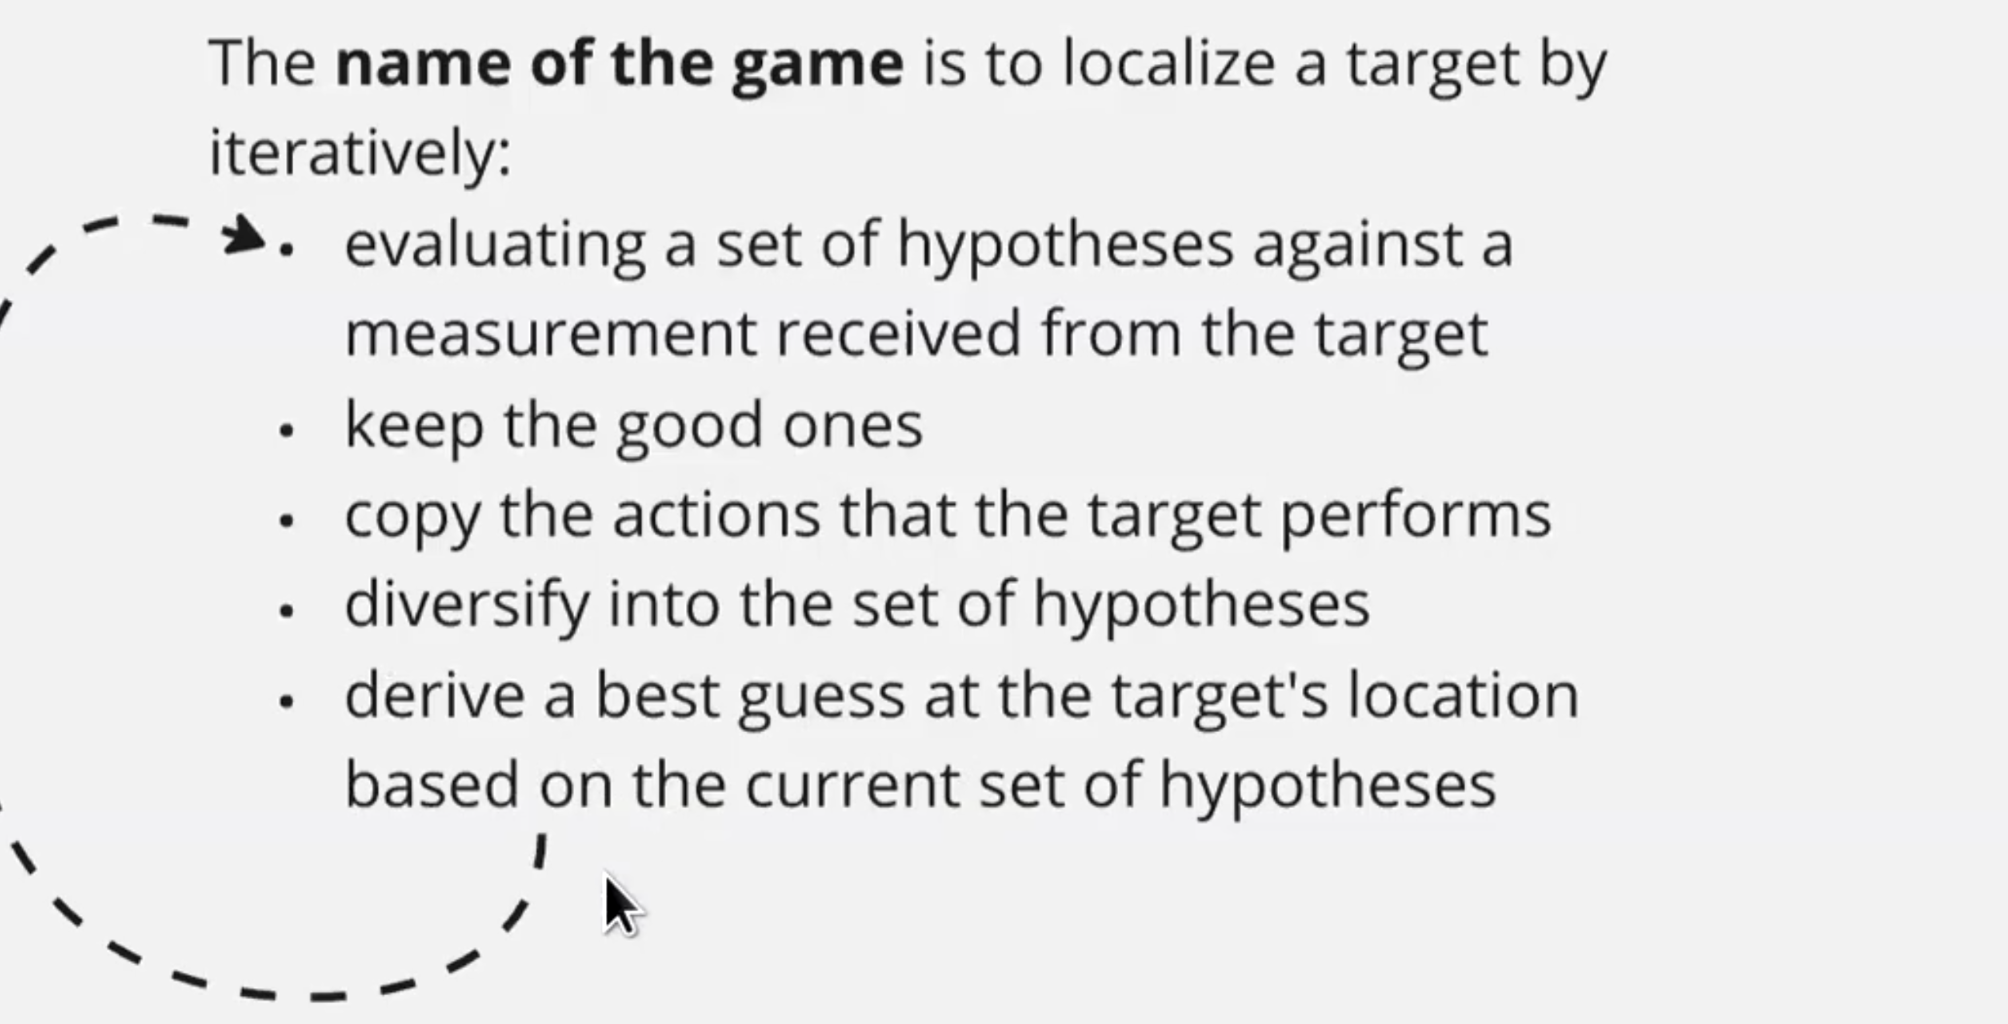 The name of the game is to localize a target by
iteratively:
• evaluating a set of hypotheses against a
measurement received from the target
• keep the good ones
• copy the actions that the target performs
• diversify into the set of hypotheses
• derive a best guess at the target's location
based on the current set of hypotheses